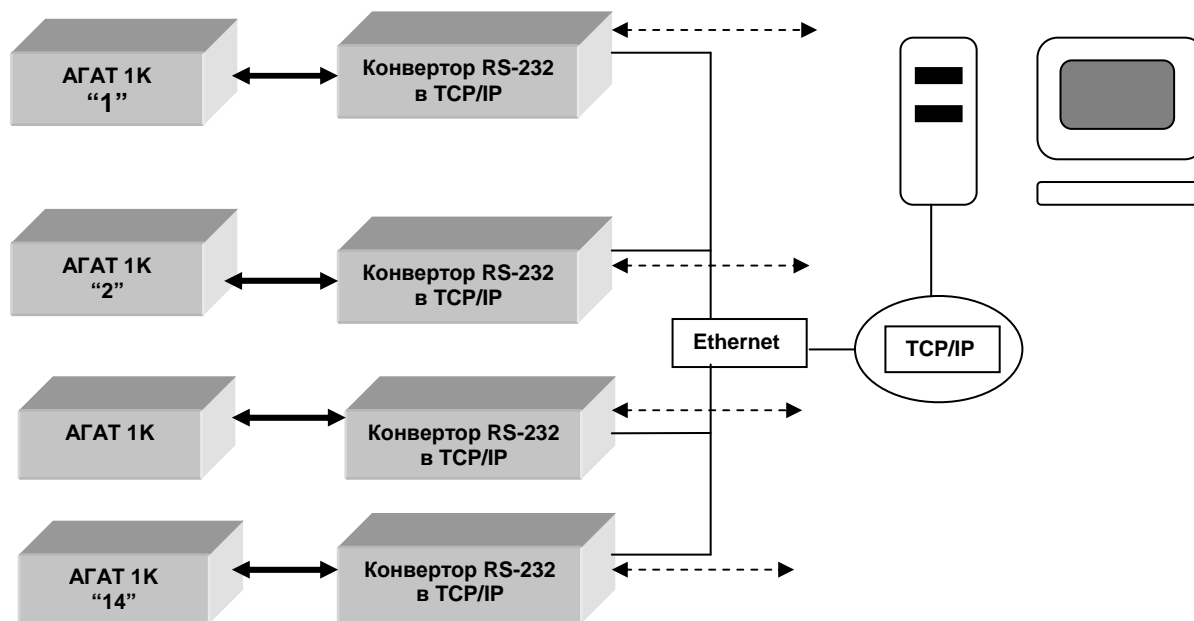 АГАТ 1К
“1”
Конвертор RS-232
в TCP/IP
АГАТ 1К
“2”
Конвертор RS-232
в TCP/IP
Ethernet
TCP/IP
АГАТ 1К
Конвертор RS-232
в TCP/IP
АГАТ 1К
“14”
Конвертор RS-232
в TCP/IP